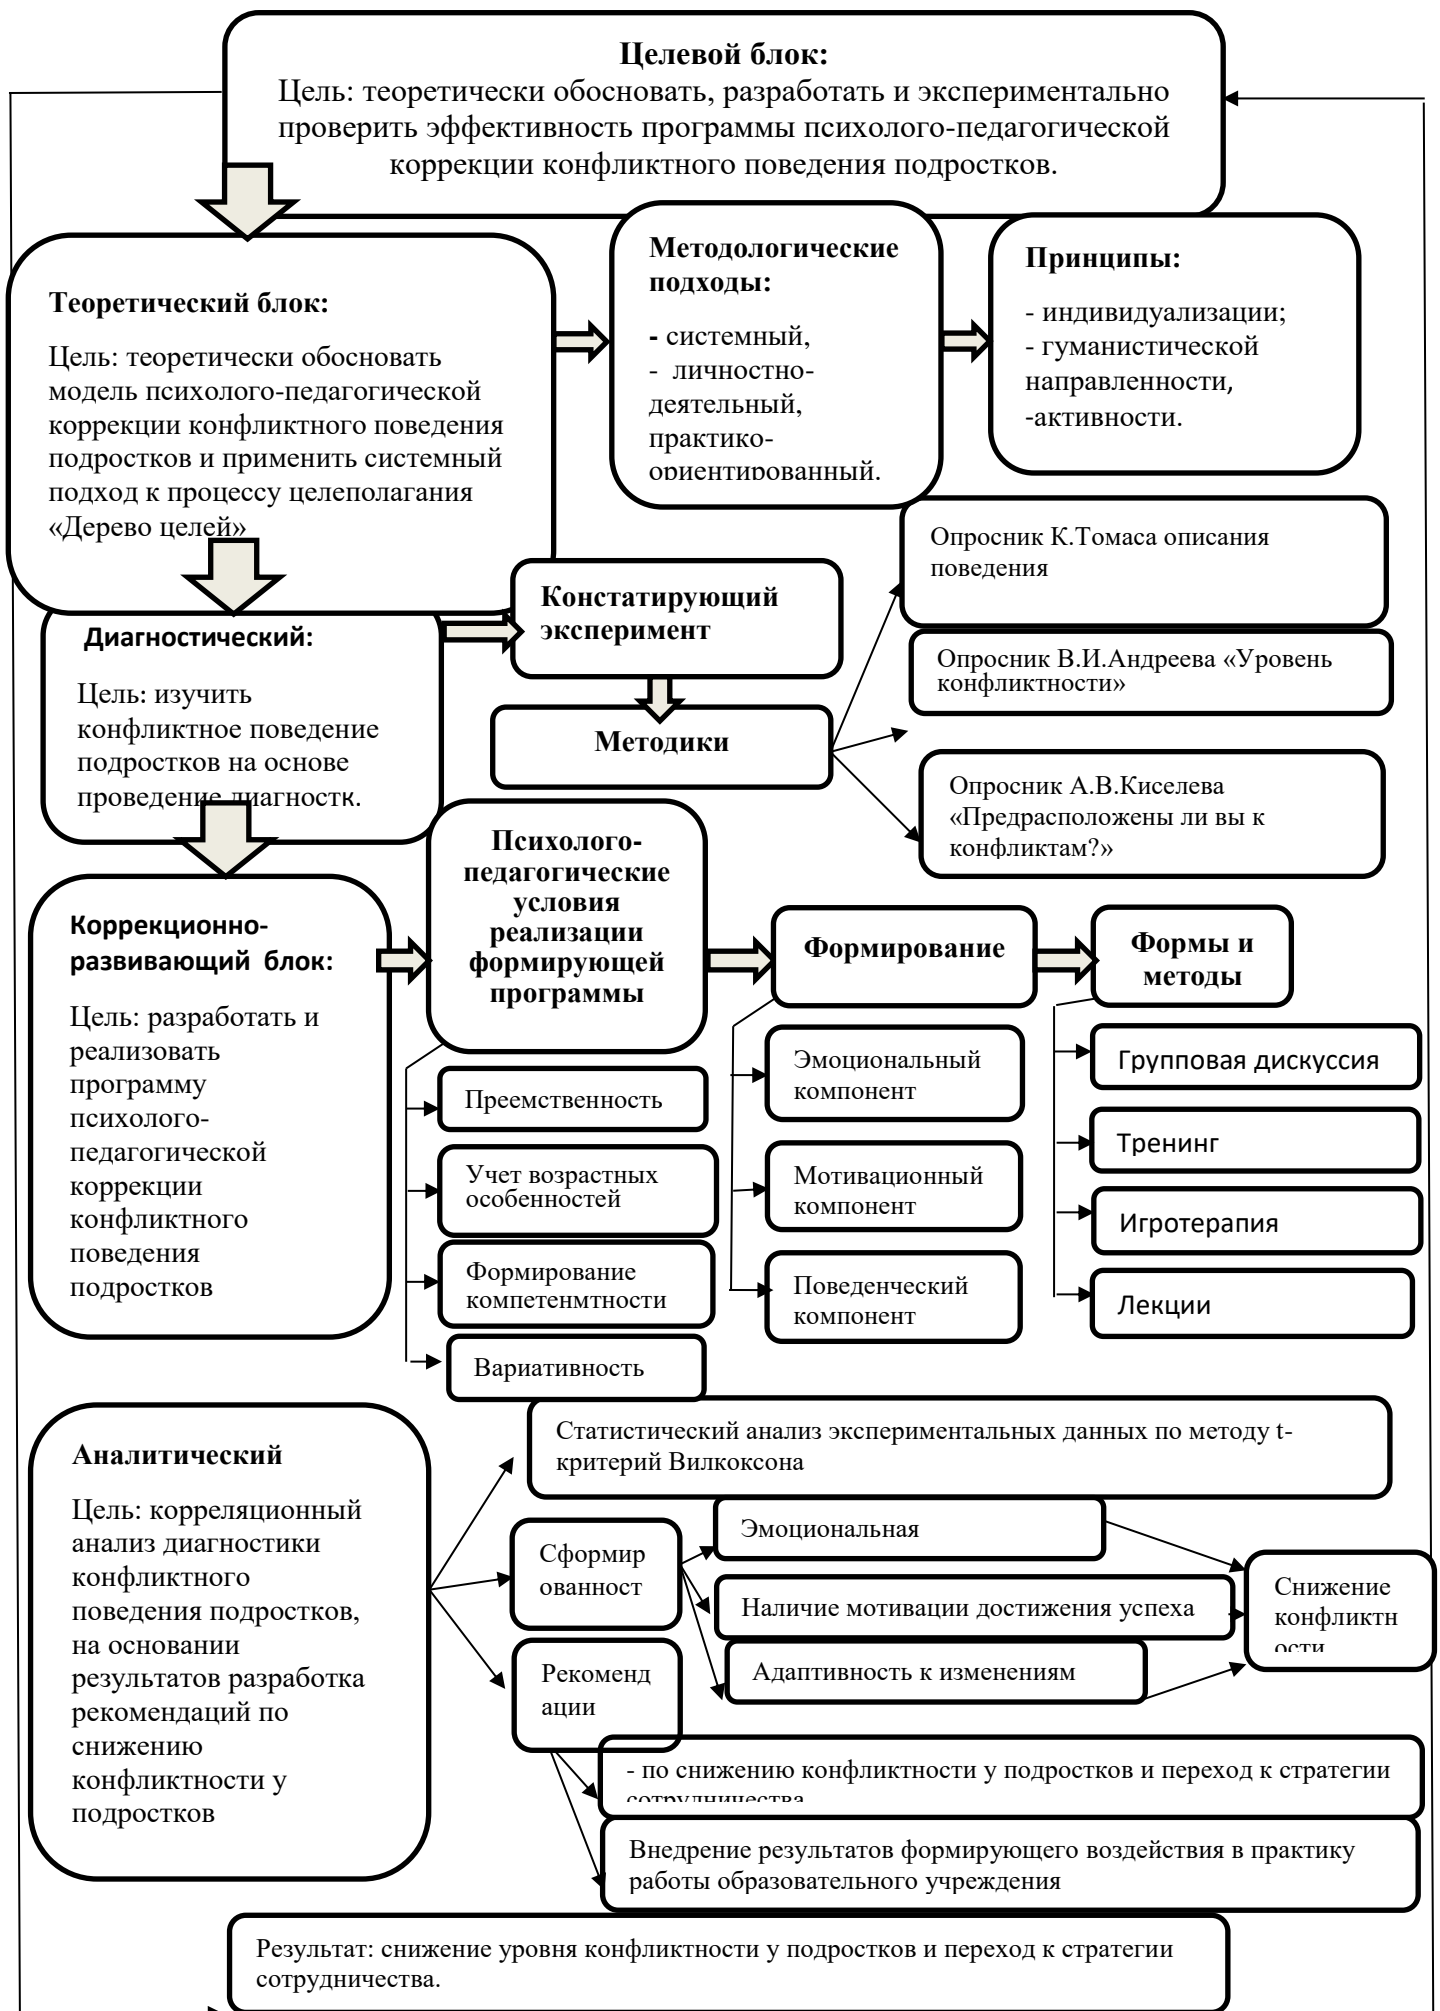 Целевой блок:
Цель: теоретически обосновать, разработать и экспериментально
проверить эффективность программы психолого-педагогической
коррекции конфликтного поведения подростков.
Теоретический блок:
Цель: теоретически обосновать
модель психолого-педагогической
коррекции конфликтного поведения
подростков и применить системный
подход к процессу целеполагания
«Дерево целей»
Методологические
подходы:
- системный,
- личностно-
деятельный,
практико-
ориентированный.
Принципы:
- индивидуализации;
- гуманистической
направленности,
-активности.
Диагностический:
Цель: изучить
конфликтное поведение
подростков на основе
проведение диагностк.
Констатирующий
эксперимент
Методики
Опросник К.Томаса описания
поведения
Опросник В.И.Андреева «Уровень
конфликтности»
Опросник А.В.Киселева
«Предрасположены ли вы к
конфликтам?»
Коррекционно-
развивающий блок:
Цель: разработать и
реализовать
программу
психолого-
педагогической
коррекции
конфликтного
поведения
подростков
Психолого-
педагогические
условия
реализации
формирующей
программы
Преемственность
Учет возрастных
особенностей
Формирование
компетенмтности
Вариативность
Формирование
Эмоциональный
компонент
Мотивационный
компонент
Поведенческий
компонент
Формы и
методы
Групповая дискуссия
Тренинг
Игротерапия
Лекции
Аналитический
Цель: корреляционный
анализ диагностики
конфликтного
поведения подростков,
на основании
результатов разработка
рекомендаций по
снижению
конфликтности у
подростков
Статистический анализ экспериментальных данных по методу t-
критерий Вилкоксона
Сформир
ованност
Эмоциональная
Наличие мотивации достижения успеха
Адаптивность к изменениям
Снижение
конфликтн
ости
Рекоменд
ации
- по снижению конфликтности у подростков и переход к стратегии
сотрудничества
Внедрение результатов формирующего воздействия в практику
работы образовательного учреждения
Результат: снижение уровня конфликтности у подростков и переход к стратегии
сотрудничества.